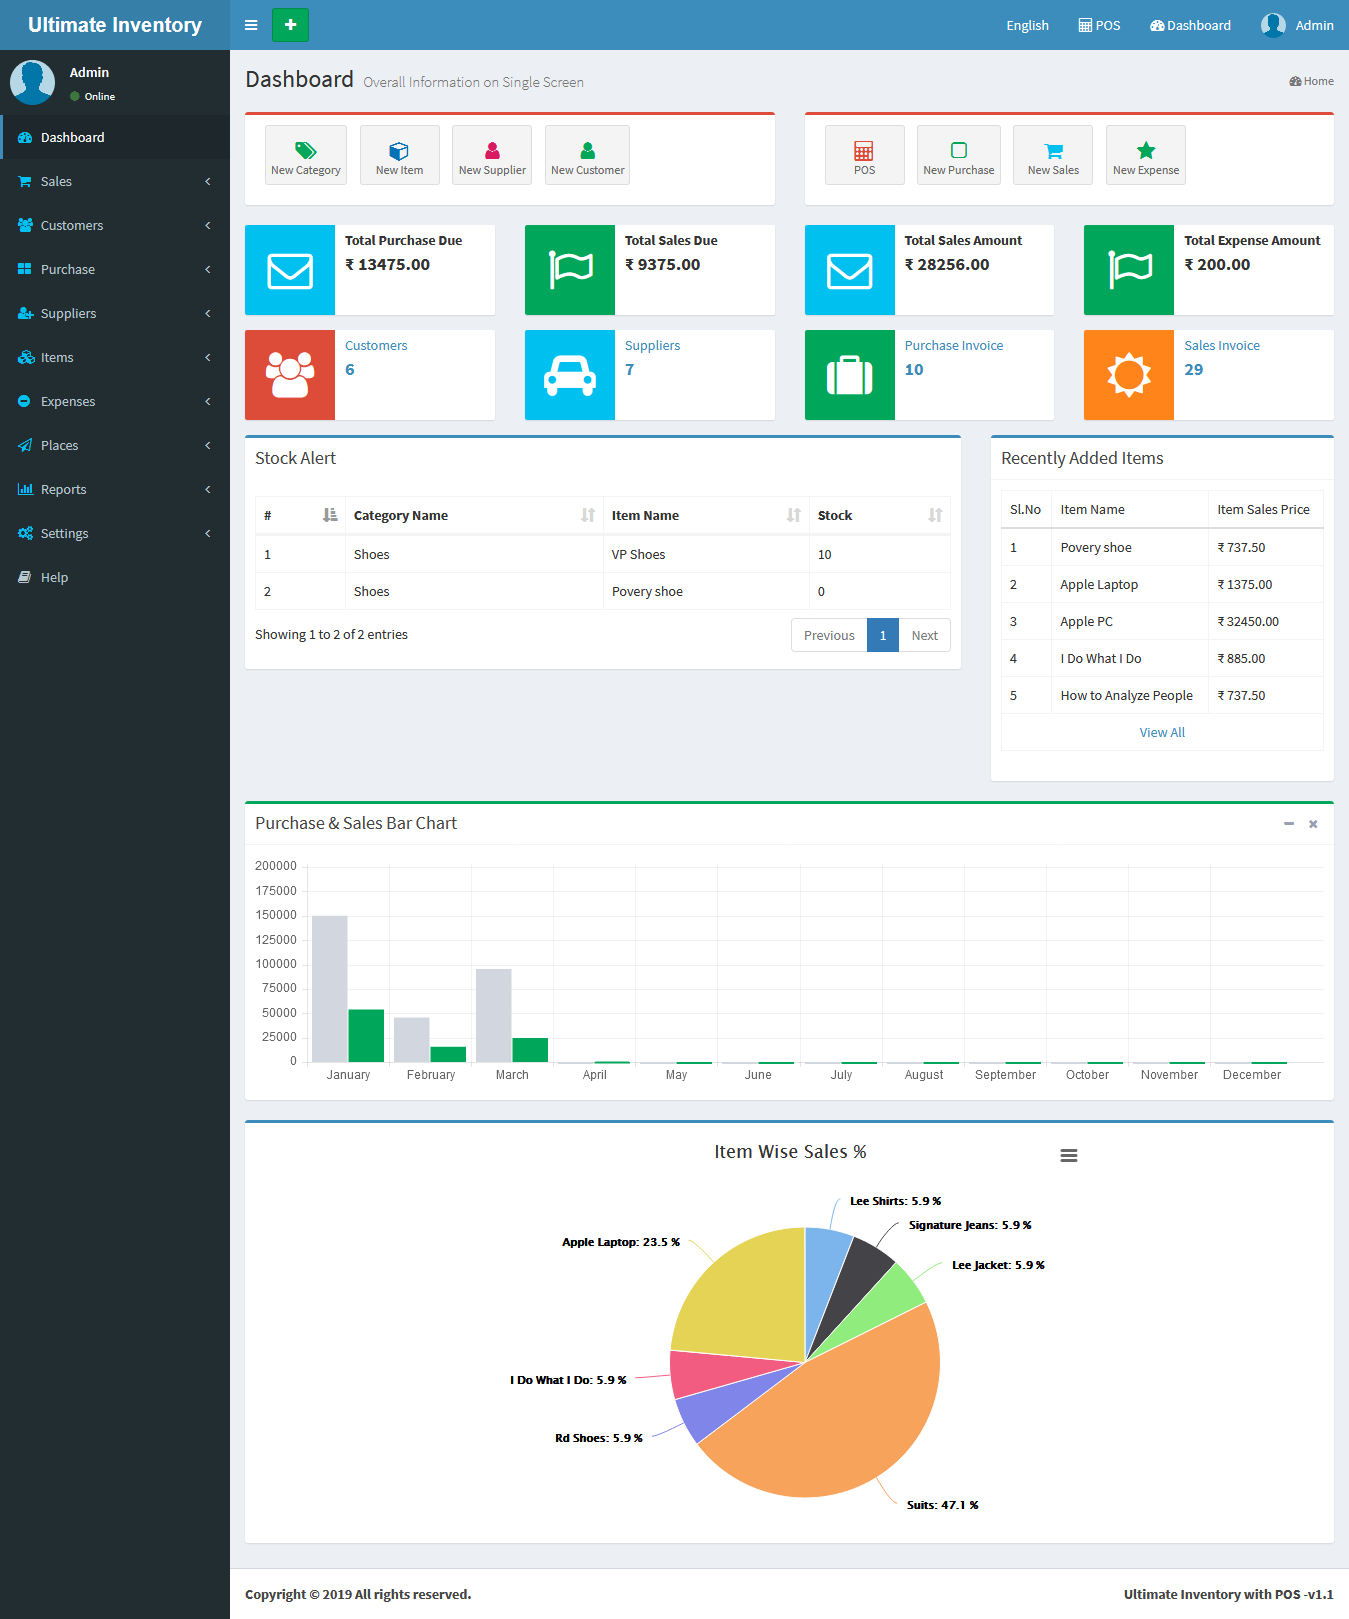 Ultimate Inventory
English POS Dashboard Admin
Admin
Online
Dashboard
Sales
Customers
Purchase
Suppliers
Items
Expenses
Places
Reports
Settings
Help
Dashboard Overall Information on Single Screen
Home
New Category New Item New Supplier New Customer
POS New Purchase New Sales New Expense
Total Purchase Due
₹ 13475.00
Total Sales Due
₹ 9375.00
Total Sales Amount
₹ 28256.00
Total Expense Amount
₹ 200.00
Customers
6
Suppliers
7
Purchase Invoice
10
Sales Invoice
29
Stock Alert
# Category Name Item Name Stock
1 Shoes VP Shoes 10
2 Shoes Povery shoe 0
Showing 1 to 2 of 2 entries
Previous 1 Next
Recently Added Items
Sl.No Item Name Item Sales Price
1 Povery shoe ₹ 737.50
2 Apple Laptop ₹ 1375.00
3 Apple PC ₹ 32450.00
4 I Do What I Do ₹ 885.00
5 How to Analyze People ₹ 737.50
View All
Purchase & Sales Bar Chart
200000
175000
150000
125000
100000
75000
50000
25000
0
January February March April May June July August September October November December
Item Wise Sales %
Lee Shirts: 5.9 %
Signature Jeans: 5.9 %
Apple Laptop: 23.5 %
Lee Jacket: 5.9 %
I Do What I Do: 5.9 %
Rd Shoes: 5.9 %
Suits: 47.1 %
Copyright © 2019 All rights reserved.
Ultimate Inventory with POS -v1.1